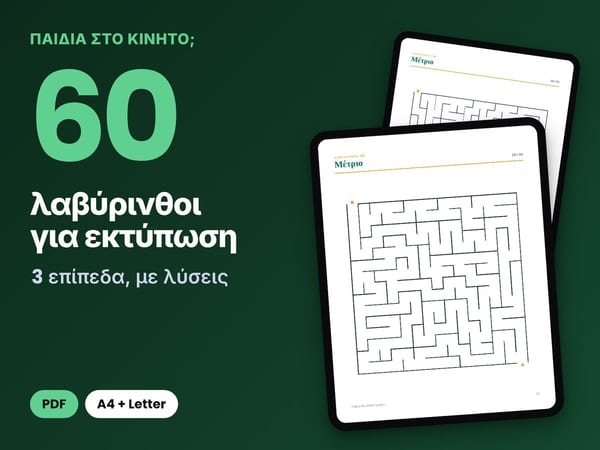 ΠΑΙΔΙΑ ΣΤΟ ΚΙΝΗΤΟ;
60
λαβύρινθοι
για εκτύπωση
3 επίπεδα, με λύσεις
PDF
A4 + Letter
Μέτριο
Μέτριο